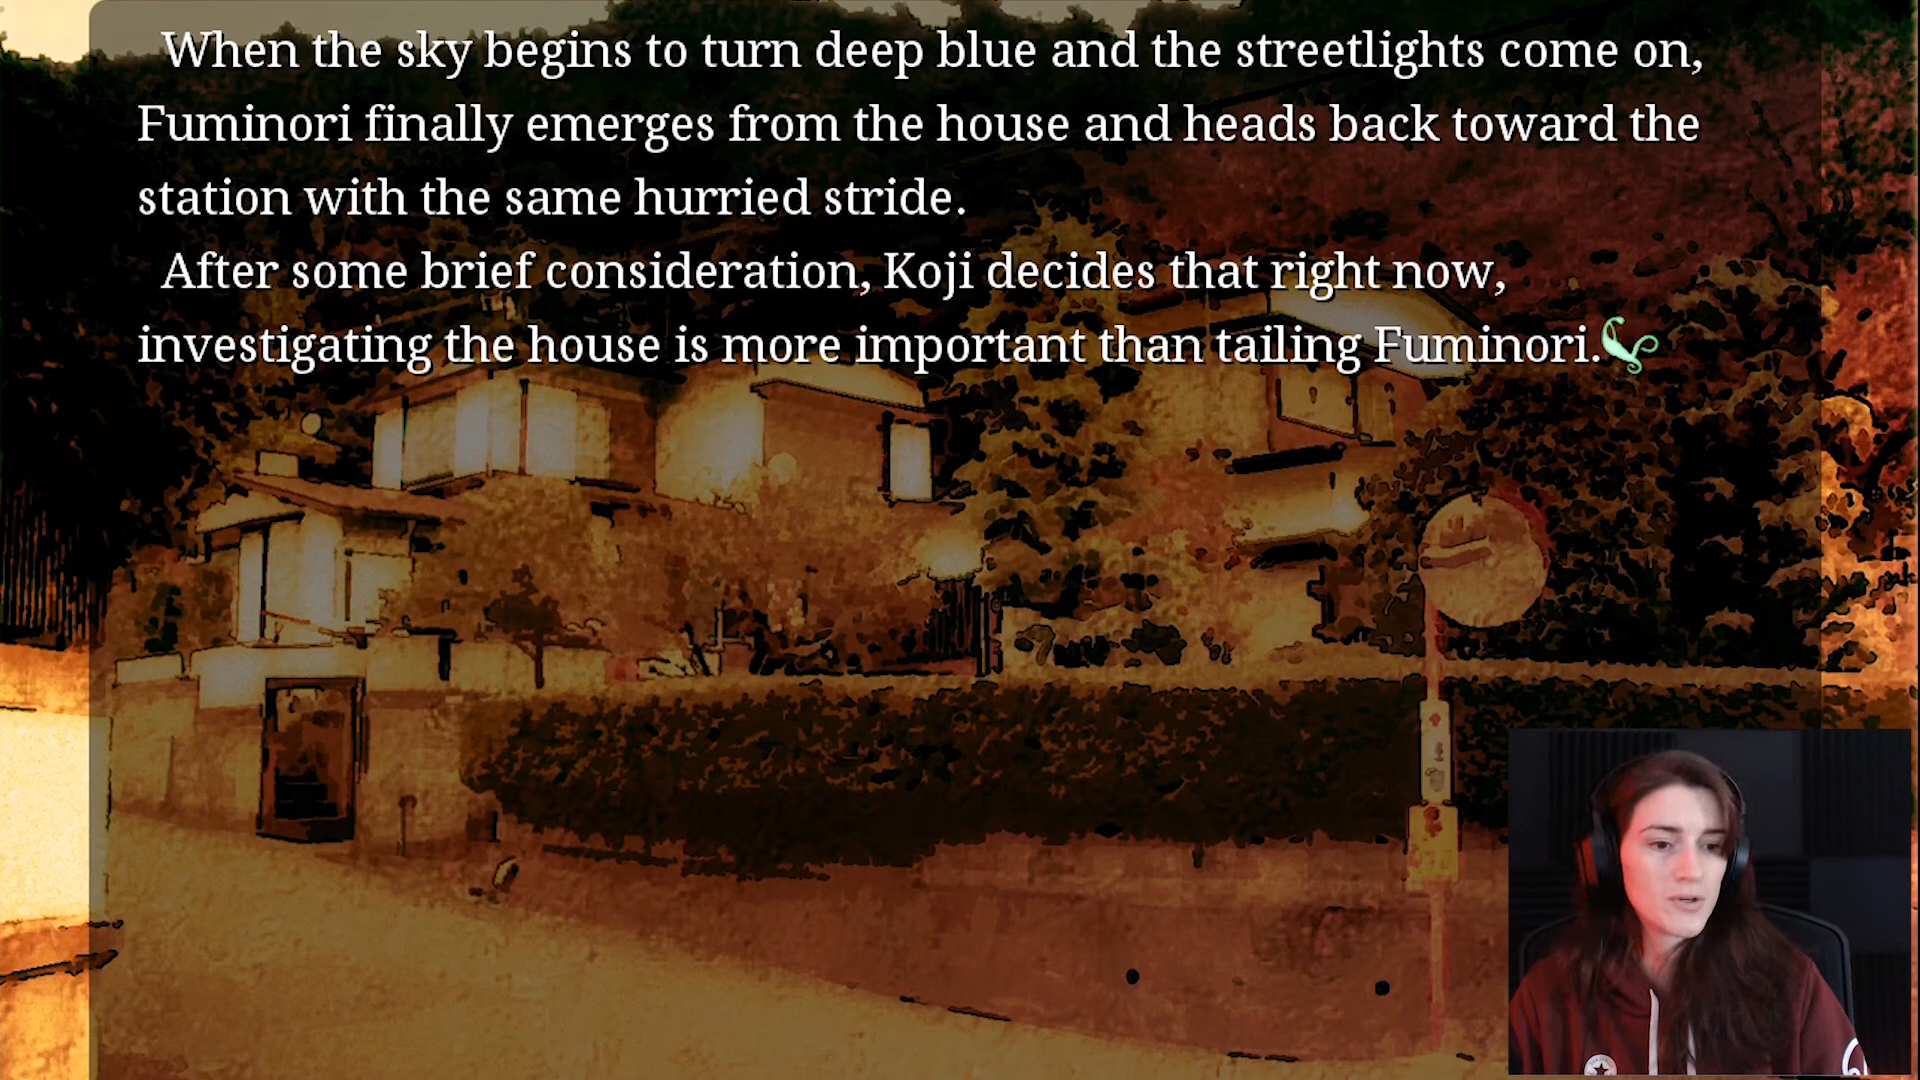 When the sky begins to turn deep blue and the streetlights come on,
Fuminori finally emerges from the house and heads back toward the
station with the same hurried stride.
After some brief consideration, Koji decides that right now,
investigating the house is more important than tailing Fuminori.